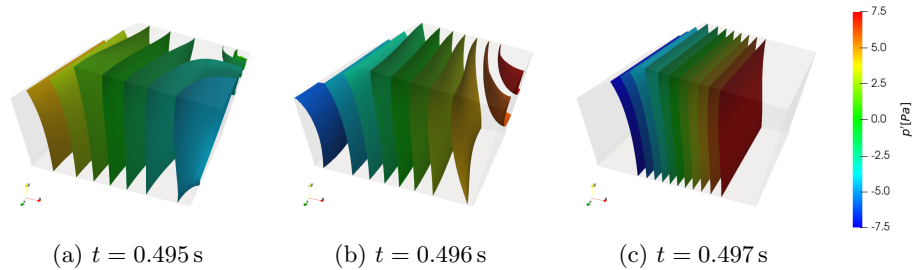 7.5
5.0
2.5
0.0
-2.5
-5.0
-7.5
p'[Pa]
(a) t = 0.495 s
(b) t = 0.496 s
(c) t = 0.497 s